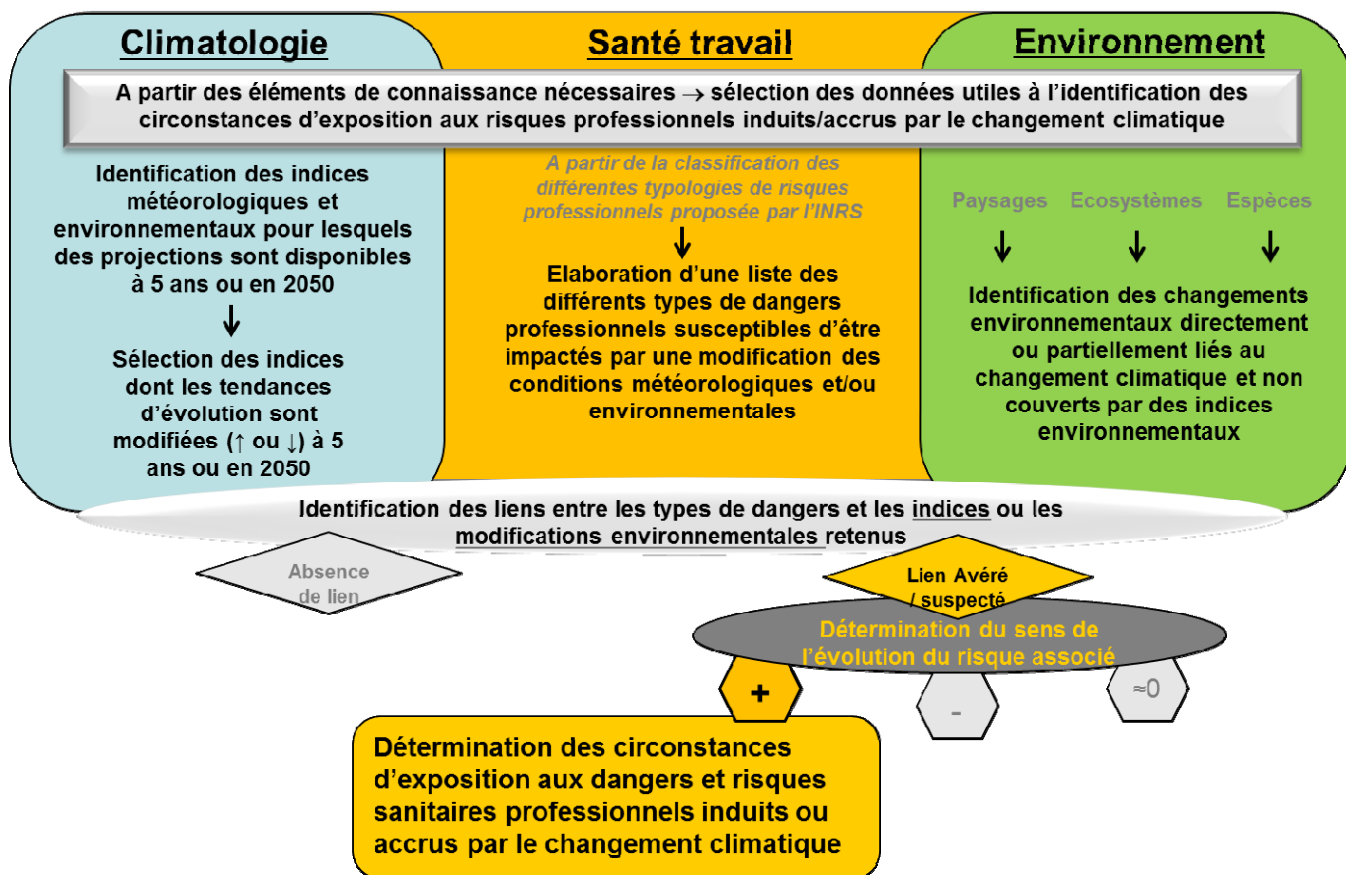 Climatologie
Santé travail
Environnement
A partir des éléments de connaissance nécessaires → sélection des données utiles à l'identification des
circonstances d'exposition aux risques professionnels induits/accrus par le changement climatique
Identification des indices
météorologiques et
environnementaux pour lesquels
des projections sont disponibles
à 5 ans ou en 2050
Sélection des indices
dont les tendances
d'évolution sont
modifiées (↑ ou ↓) à 5
ans ou en 2050
A partir de la classification des
différentes typologies de risques
professionnels proposée par l'INRS
Elaboration d'une liste des
différents types de dangers
professionnels susceptibles d'être
impactés par une modification des
conditions météorologiques et/ou
environnementales
Paysages Ecosystèmes Espèces
Identification des changements
environnementaux directement
ou partiellement liés au
changement climatique et non
couverts par des indices
environnementaux
Identification des liens entre les types de dangers et les indices ou les
modifications environnementales retenus
Absence
de lien
Lien Avéré
/ suspecté
Détermination du sens de
l'évolution du risque associé
+
-
≈0
Détermination des circonstances
d'exposition aux dangers et risques
sanitaires professionnels induits ou
accrus par le changement climatique